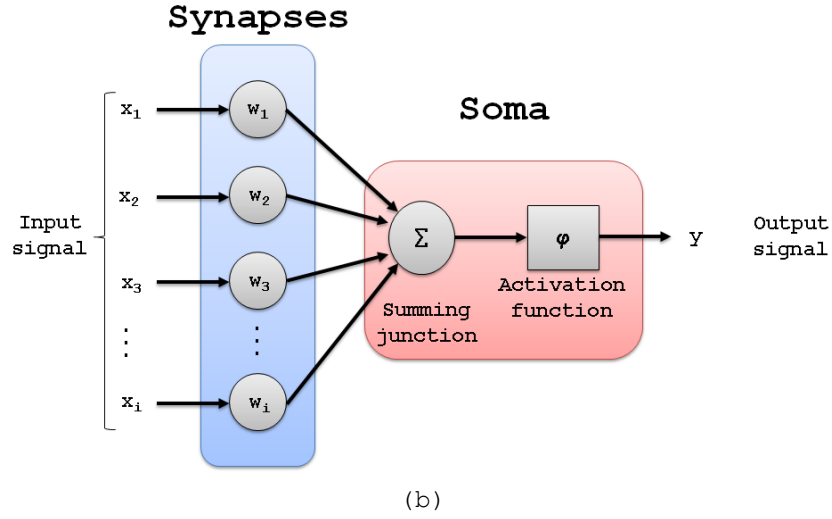 Synapses
Soma
Input
signal
x₁
x₂
x₃
⋮
xᵢ
w₁
w₂
w₃
⋮
wᵢ
Σ
Summing
junction
φ
Activation
function
y
Output
signal
(b)